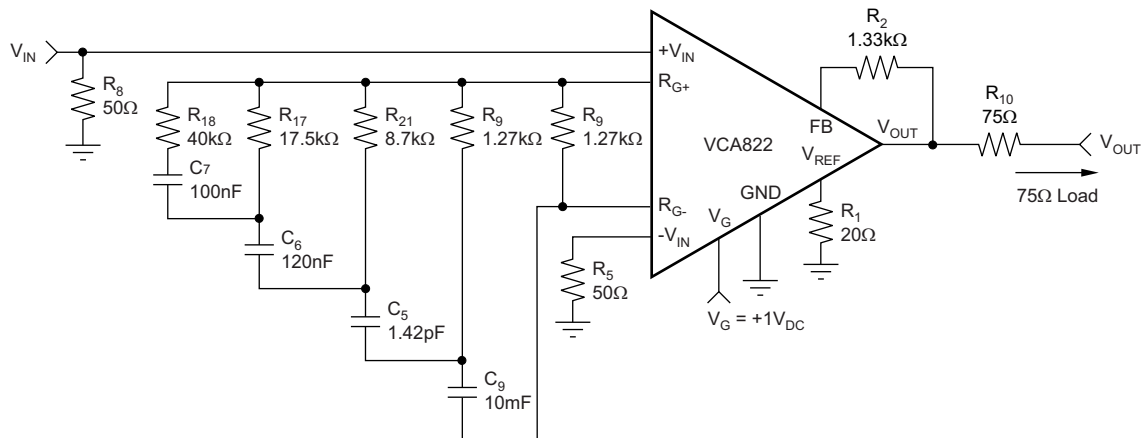 V_IN
R_8
50Ω
R_18
40kΩ
C_7
100nF
R_17
17.5kΩ
C_6
120nF
R_21
8.7kΩ
C_5
1.42pF
R_9
1.27kΩ
C_9
10mF
R_9
1.27kΩ
+V_IN
R_G+
R_G-
-V_IN
R_5
50Ω
VCA822
FB
V_REF
GND
V_G
V_OUT
R_2
1.33kΩ
R_1
20Ω
V_G = +1V_DC
R_10
75Ω
V_OUT
75Ω Load